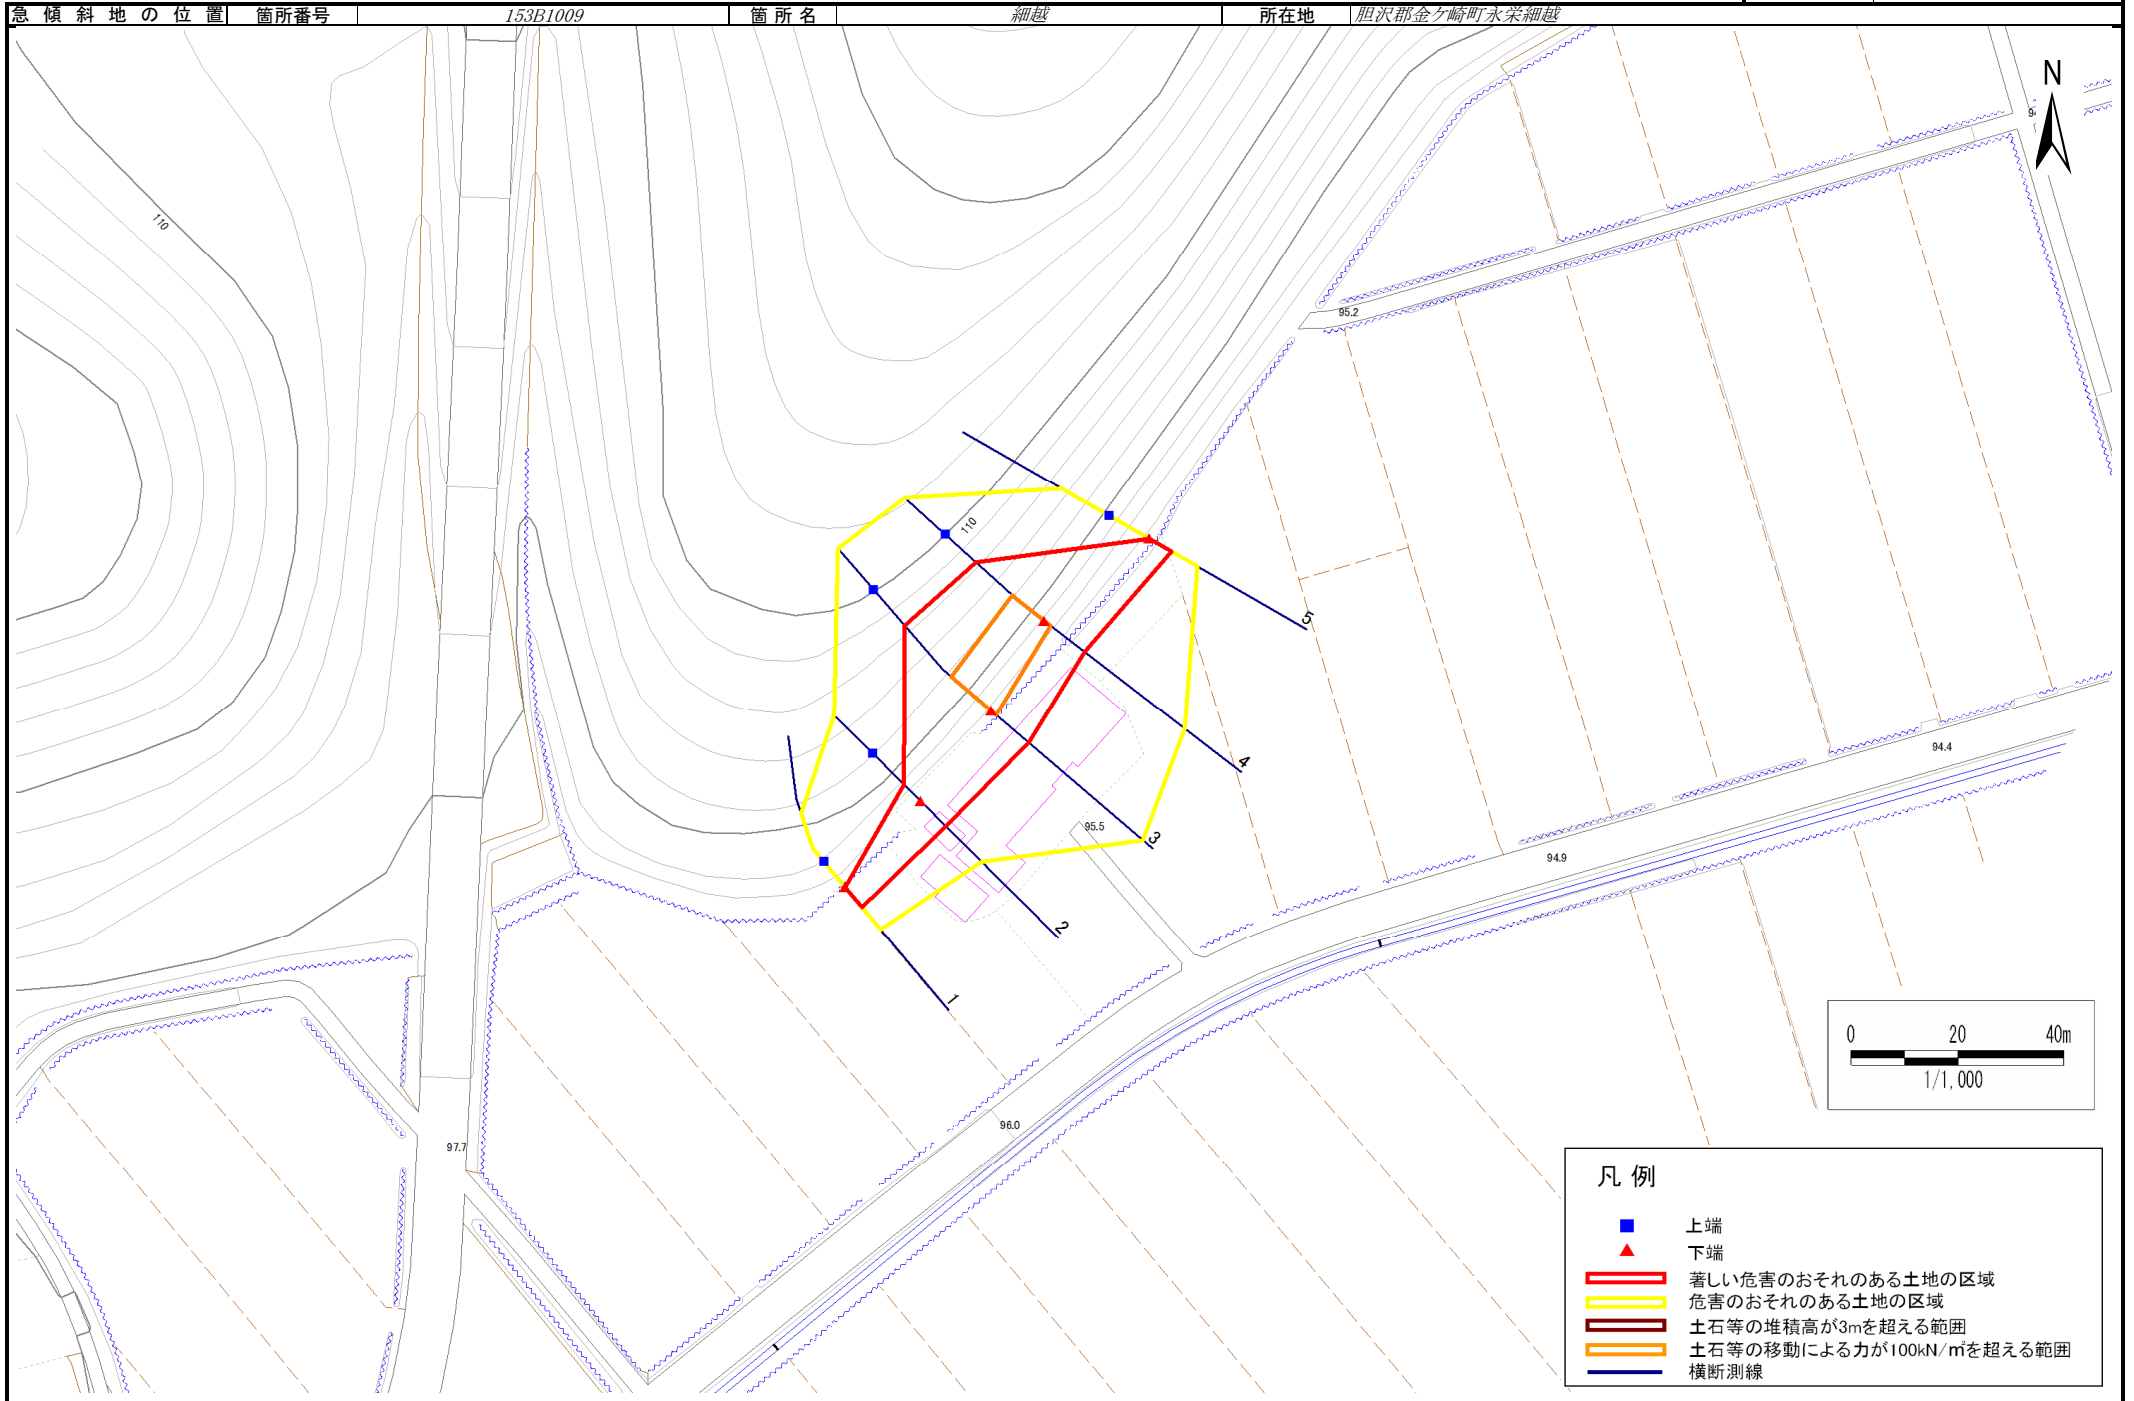 急傾斜地の位置 箇所番号 153B1009 箇所名 細越 所在地 胆沢郡金ケ崎町永栄細越
N
94
110
95.2
110
5
4
94.4
3
95.5
94.9
2
1
0 20 40m
1/1,000
96.0
97.7
凡例
上端
下端
著しい危害のおそれのある土地の区域
危害のおそれのある土地の区域
土石等の堆積高が3mを超える範囲
土石等の移動による力が100kN/㎡を超える範囲
横断測線